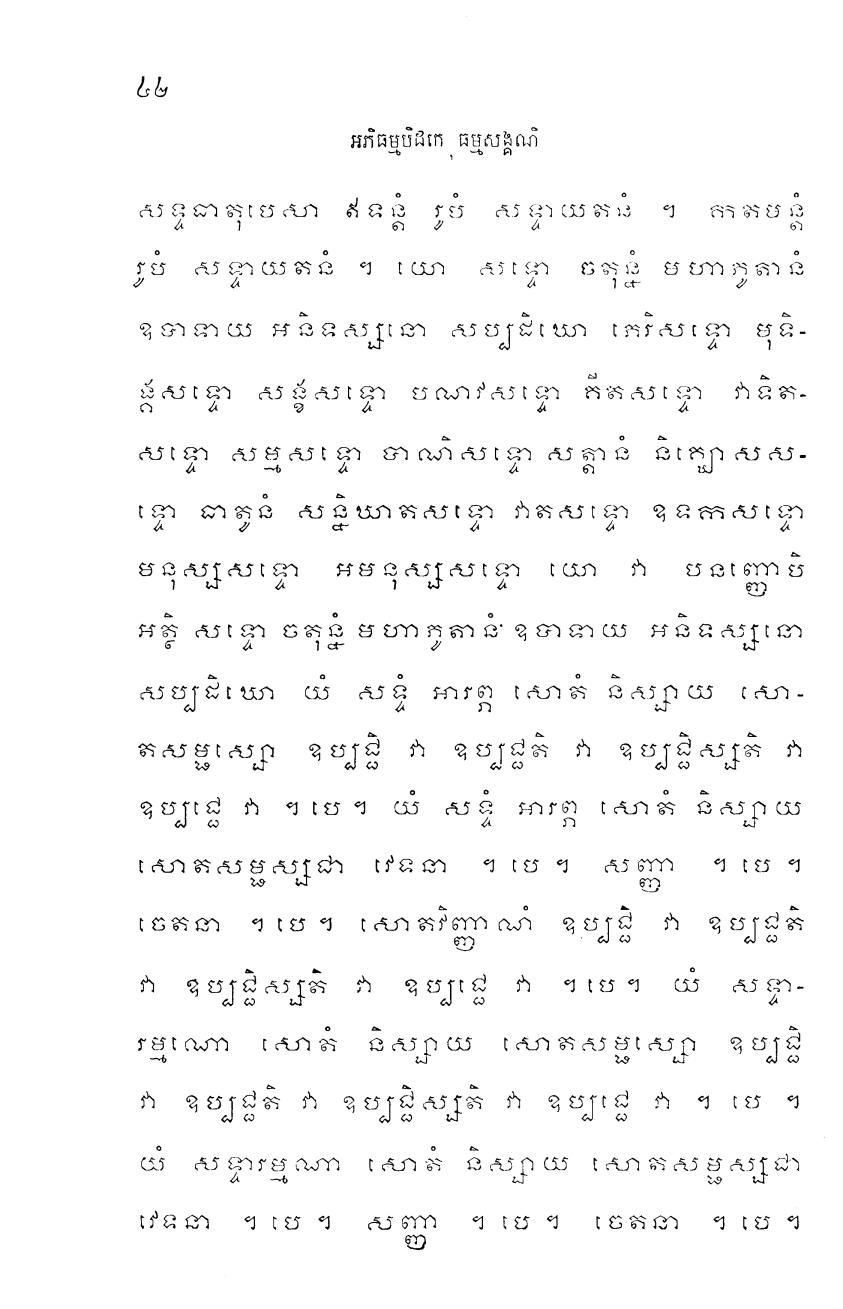 ៤២
អភិធម្មបិដកេ ធម្មសង្គណិ
សទ្ទធាតុបេសា ឥទន្តំ រូបំ សទ្ទាយតនំ ។ កតបន្តំ
រូបំ សទ្ទាយតនំ ។ យោ សទ្ទោ ចតុន្នំ មហាភូតានំ
ឧបាទាយ អនិទស្សនោ សប្បដិឃោ ភេរិសទ្ទោ មុទិ-
ង្គសទ្ទោ សង្ខសទ្ទោ បណវសទ្ទោ គីតសទ្ទោ វាទិត-
សទ្ទោ សម្មសទ្ទោ បាណិសទ្ទោ សត្តានំ និគ្ឃោសស-
ទ្ទោ ធាតូនំ សន្និឃាតសទ្ទោ វាតសទ្ទោ ឧទកសទ្ទោ
មនុស្សសទ្ទោ អមនុស្សសទ្ទោ យោ វា បនញ្ញោបិ
អត្ថិ សទ្ទោ ចតុន្នំ មហាភូតានំ ឧបាទាយ អនិទស្សនោ
សប្បដិឃោ យំ សទ្ទំ អារព្ភ សោតំ និស្សាយ សោ-
តសម្ផស្សោ ឧប្បជ្ជិ វា ឧប្បជ្ជតិ វា ឧប្បជ្ជិស្សតិ វា
ឧប្បជ្ជេ វា ។ បេ ។ យំ សទ្ទំ អារព្ភ សោតំ និស្សាយ
សោតសម្ផស្សជា វេទនា ។ បេ ។ សញ្ញា ។ បេ ។
ចេតនា ។ បេ ។ សោតវិញ្ញាណំ ឧប្បជ្ជិ វា ឧប្បជ្ជតិ
វា ឧប្បជ្ជិស្សតិ វា ឧប្បជ្ជេ វា ។ បេ ។ យំ សទ្ទា-
រម្មណោ សោតំ និស្សាយ សោតសម្ផស្សោ ឧប្បជ្ជិ
វា ឧប្បជ្ជតិ វា ឧប្បជ្ជិស្សតិ វា ឧប្បជ្ជេ វា ។ បេ ។
យំ សទ្ទារម្មណា សោតំ និស្សាយ សោតសម្ផស្សជា
វេទនា ។ បេ ។ សញ្ញា ។ បេ ។ ចេតនា ។ បេ ។